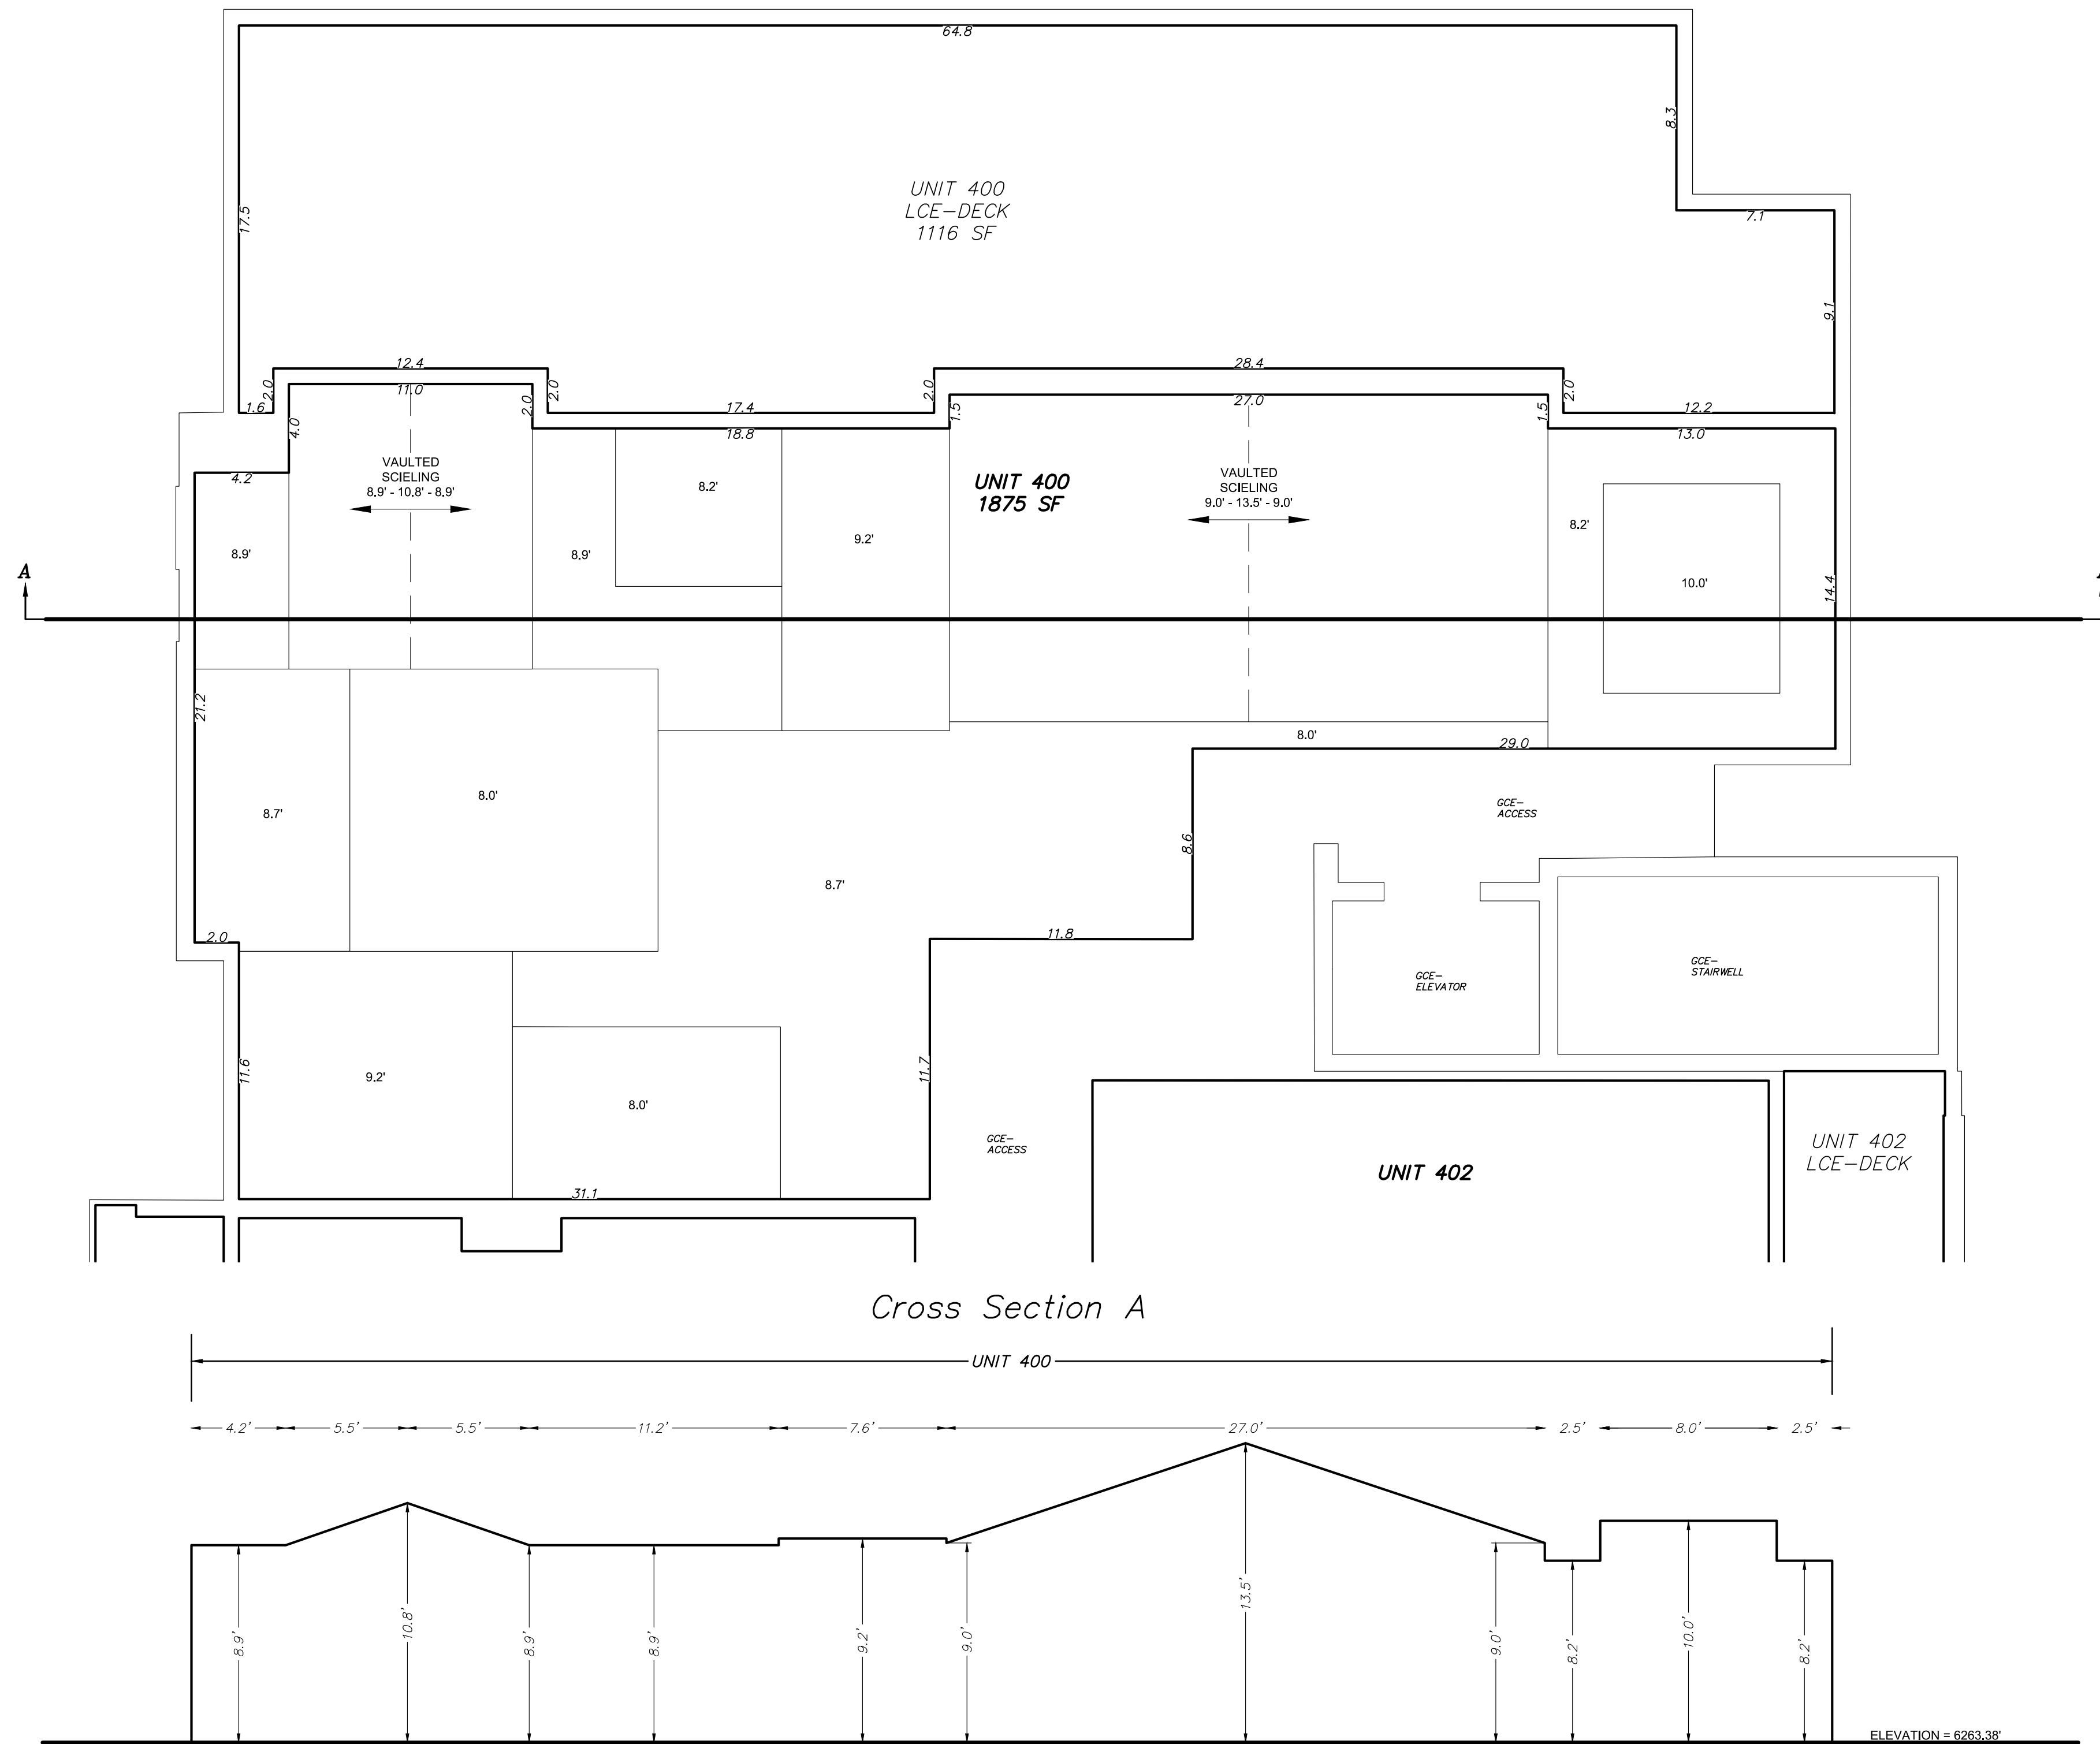 64.8
8.3
UNIT 400
LCE-DECK
1116 SF
17.5
7.1
9.1
12.4
28.4
2.0
11.0
2.0
2.0
2.0
2.0
1.6
17.4
27.0
12.2
1.5
1.5
4.0
18.8
13.0
VAULTED
SCIELING
8.9' - 10.8' - 8.9'
4.2
8.2'
UNIT 400
1875 SF
VAULTED
SCIELING
9.0' - 13.5' - 9.0'
8.2'
9.2'
8.9'
8.9'
A
10.0'
14.4
21.2
8.0'
29.0
8.0'
8.7'
GCE-
ACCESS
8.6
8.7'
2.0
11.8
GCE-
ELEVATOR
GCE-
STAIRWELL
11.6
9.2'
11.7
8.0'
GCE-
ACCESS
UNIT 402
UNIT 402
LCE-DECK
31.1
Cross Section A
UNIT 400
4.2'
5.5'
5.5'
11.2'
7.6'
27.0'
2.5'
8.0'
2.5'
8.9'
10.8'
8.9'
8.9'
9.2'
9.0'
13.5'
9.0'
8.2'
10.0'
8.2'
ELEVATION = 6263.38'